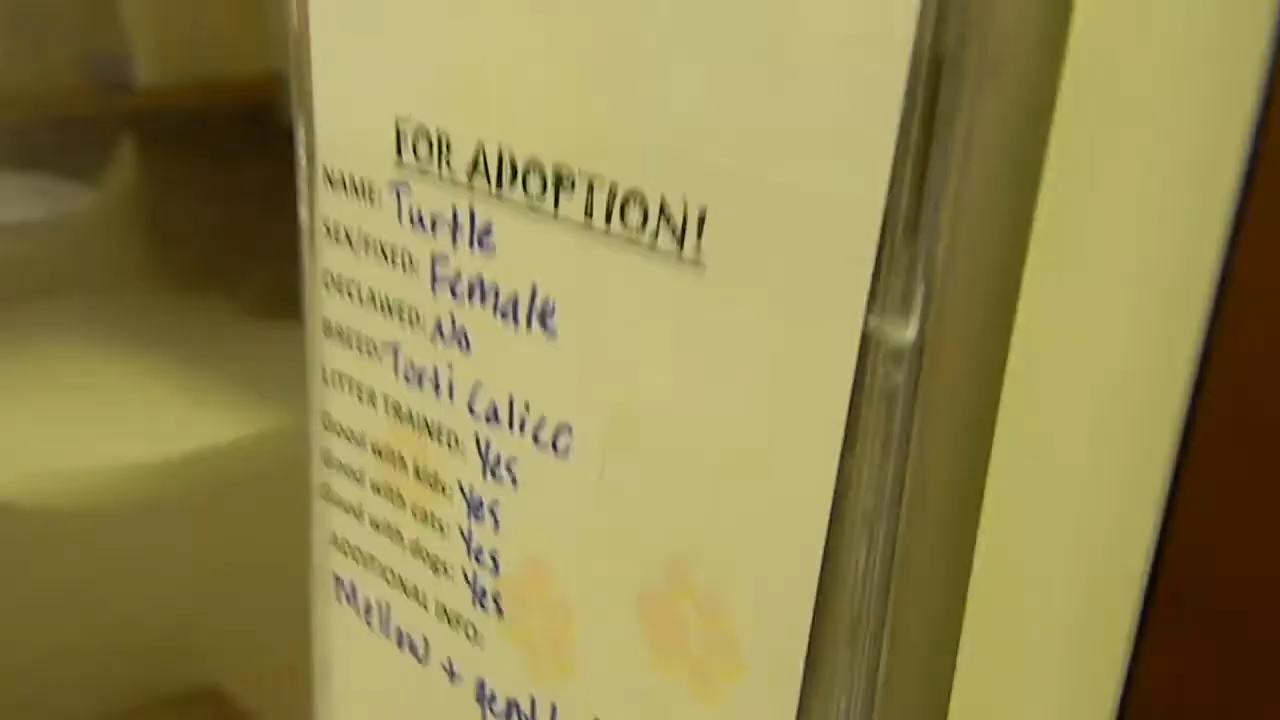 FOR ADOPTION!
NAME: Turtle
SEX/FIXED: Female
DECLAWED: No
BREED: Torti Calico
LITTER TRAINED: Yes
Good with kids: Yes
Good with cats: Yes
Good with dogs: Yes
ADDITIONAL INFO:
Mellow +